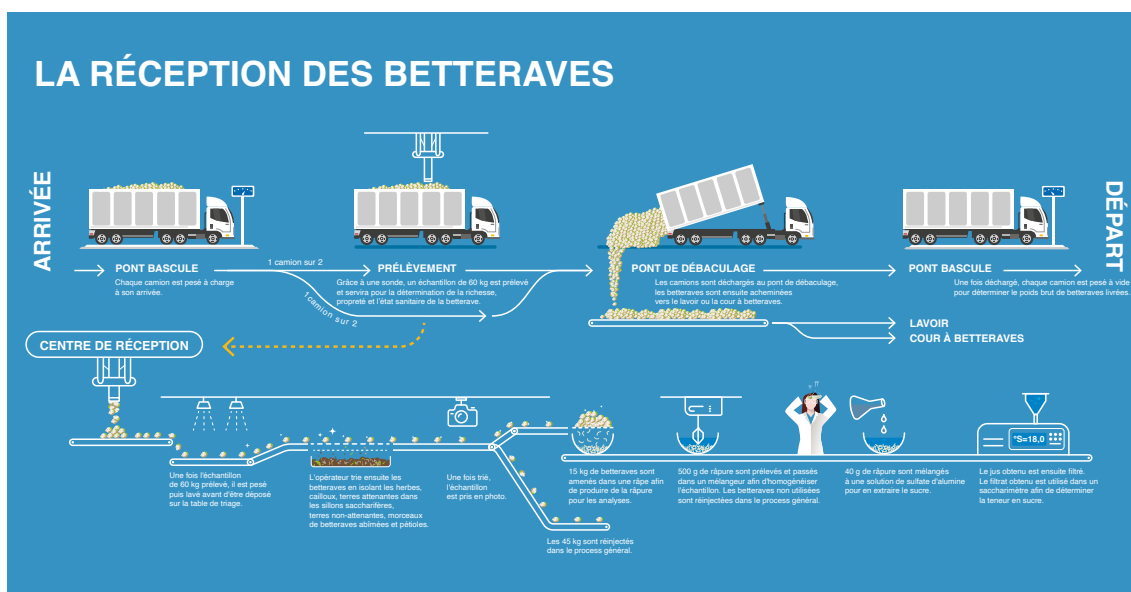 LA RÉCEPTION DES BETTERAVES
ARRIVÉE
PONT BASCULE
Chaque camion est pesé à charge
à son arrivée.
1 camion sur 2
1 camion sur 2
PRÉLÈVEMENT
Grâce à une sonde, un échantillon de 60 kg est prélevé
et servira pour la détermination de la richesse,
propreté et l'état sanitaire de la betterave.
PONT DE DÉBACULAGE
Les camions sont déchargés au pont de débaculage,
les betteraves sont ensuite acheminées
vers le lavoir ou la cour à betteraves.
PONT BASCULE
Une fois déchargé, chaque camion est pesé à vide
pour déterminer le poids brut de betteraves livrées.
DÉPART
LAVOIR
COUR À BETTERAVES
CENTRE DE RÉCEPTION
Une fois l'échantillon
de 60 kg prélevé, il est pesé
puis lavé avant d'être déposé
sur la table de triage.
L'opérateur trie ensuite les
betteraves en isolant les herbes,
cailloux, terres attenantes dans
les sillons saccharifères,
terres non-attenantes, morceaux
de betteraves abîmées et pétioles.
Une fois trié,
l'échantillon
est pris en photo.
Les 45 kg sont réinjectés
dans le process général.
15 kg de betteraves sont
amenés dans une râpe afin
de produire de la râpure
pour les analyses.
500 g de râpure sont prélevés et passés
dans un mélangeur afin d'homogénéiser
l'échantillon. Les betteraves non utilisées
sont réinjectées dans le process général.
40 g de râpure sont mélangés
à une solution de sulfate d'alumine
pour en extraire le sucre.
°S=18,0
Le jus obtenu est ensuite filtré.
Le filtrat obtenu est utilisé dans un
saccharimètre afin de déterminer
la teneur en sucre.